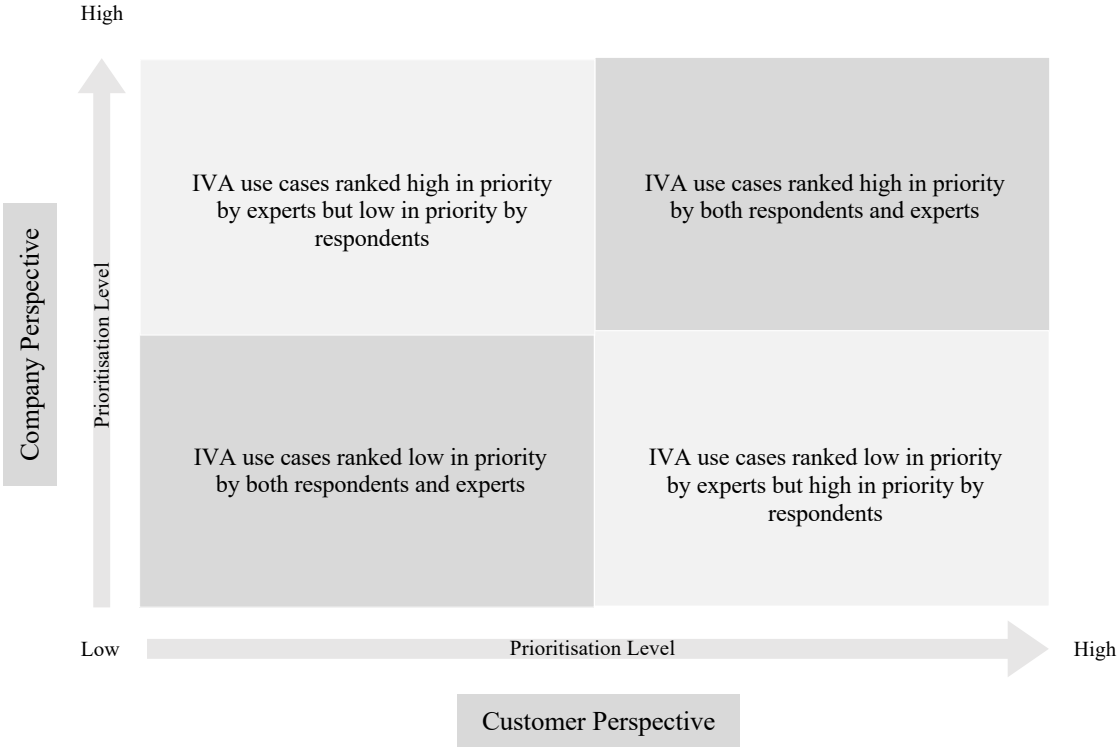 High
IVA use cases ranked high in priority
by experts but low in priority by
respondents
IVA use cases ranked high in priority
by both respondents and experts
Company Perspective
Prioritisation Level
IVA use cases ranked low in priority
by both respondents and experts
IVA use cases ranked low in priority
by experts but high in priority by
respondents
Low
Prioritisation Level
High
Customer Perspective